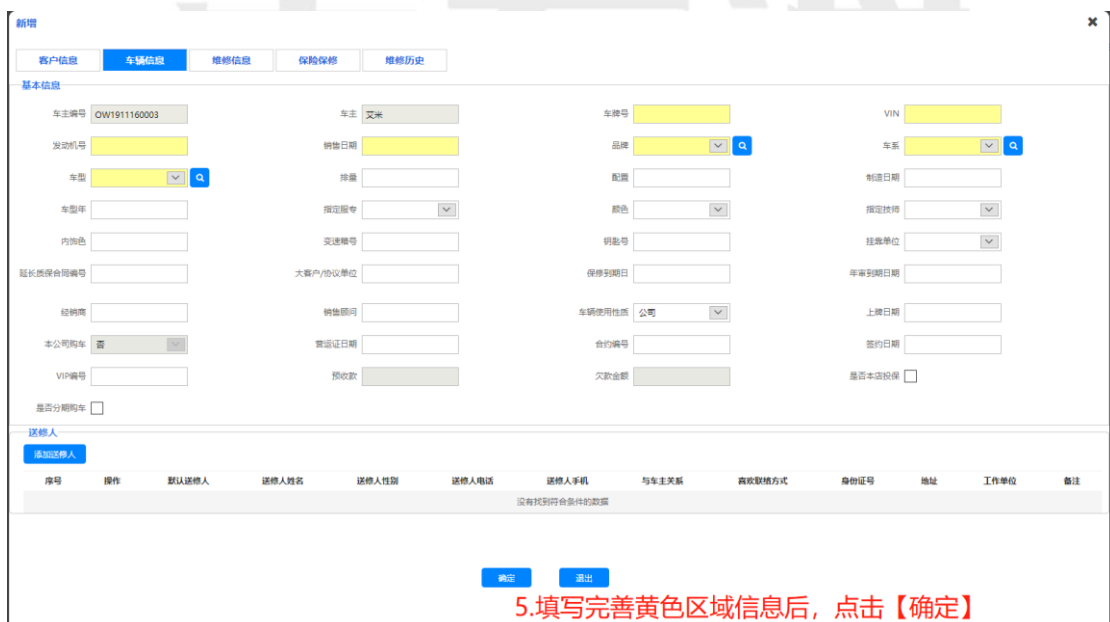 新增
客户信息 车辆信息 维修信息 保险保修 维修历史
基本信息
车主编号 OW1911160003 车主 艾米 车牌号 VIN
发动机号 销售日期 品牌 车系
车型 排量 配置 制造日期
车型年 指定服专 颜色 指定技师
内饰色 变速箱号 钥匙号 挂靠单位
延长质保合同编号 大客户/协议单位 保修到期日 年审到期日期
经销商 销售顾问 车辆使用性质 公司 上牌日期
本公司购车 否 营运证日期 合约编号 签约日期
VIP编号 预收款 欠款金额 是否本店投保
是否分期购车
送修人
添加送修人
序号 操作 默认送修人 送修人姓名 送修人性别 送修人电话 送修人手机 与车主关系 喜欢联络方式 身份证号 地址 工作单位 备注
没有找到符合条件的数据
确定 退出
5.填写完善黄色区域信息后，点击【确定】